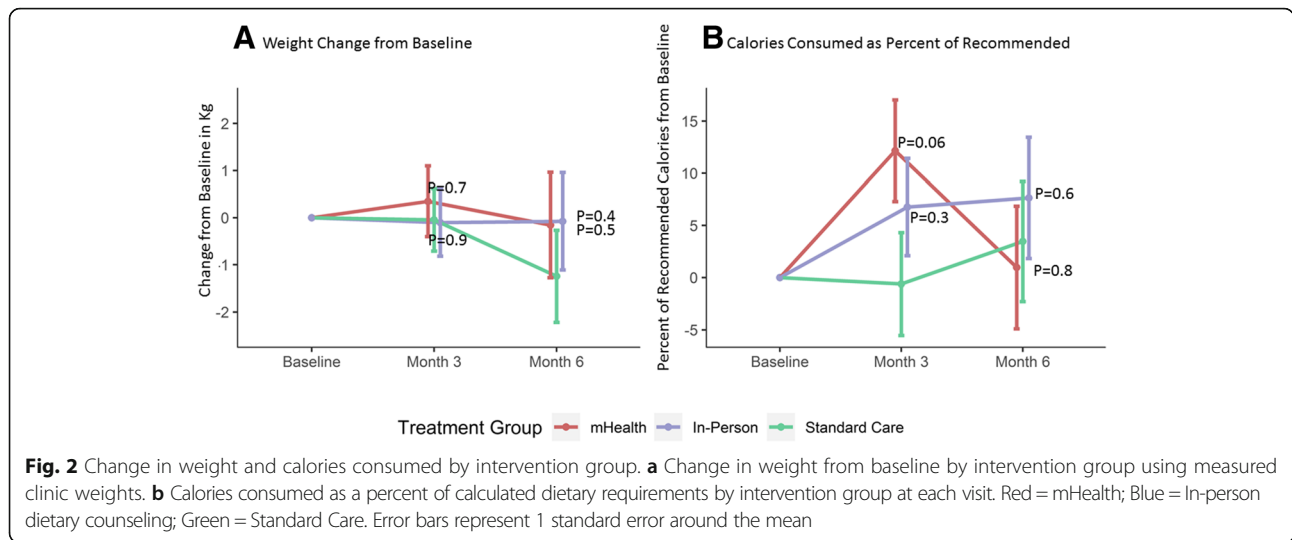 A Weight Change from Baseline
Change from Baseline in Kg
2
1
0
.1
-2
P=0.7
P=0.9
P=0.4
P=0.5
Baseline Month 3 Month 6
B Calories Consumed as Percent of Recommended
Percent of Recommended Calories from Baseline
15
10
5
0
-5
P=0.06
P=0.3
P=0.6
P=0.8
Baseline Month 3 Month 6
Treatment Group mHealth In-Person Standard Care
Fig. 2 Change in weight and calories consumed by intervention group. a Change in weight from baseline by intervention group using measured
clinic weights. b Calories consumed as a percent of calculated dietary requirements by intervention group at each visit. Red = mHealth; Blue = In-person
dietary counseling; Green = Standard Care. Error bars represent 1 standard error around the mean